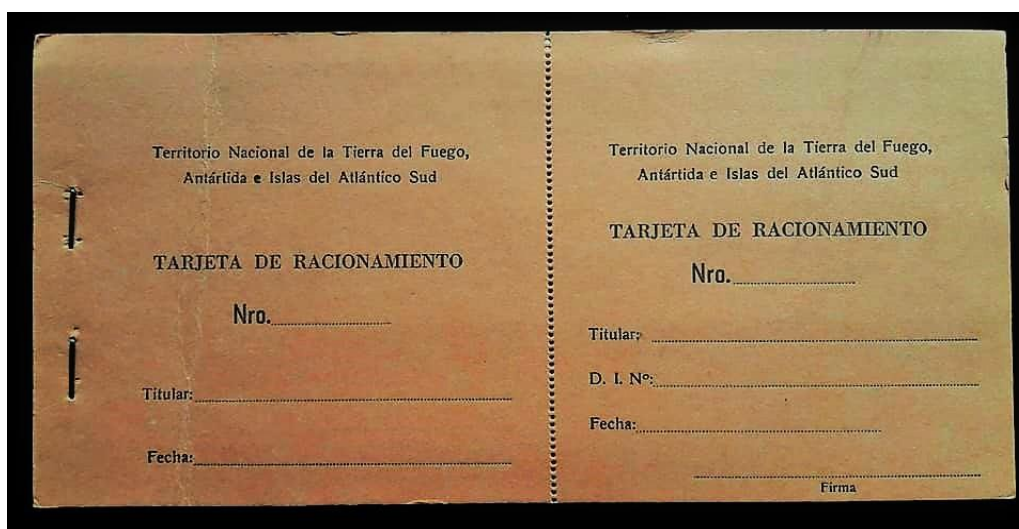 Territorio Nacional de la Tierra del Fuego,
Antártida e Islas del Atlántico Sud
TARJETA DE RACIONAMIENTO
Nro.
Titular:
Fecha:
Territorio Nacional de la Tierra del Fuego,
Antártida e Islas del Atlántico Sud
TARJETA DE RACIONAMIENTO
Nro.
Titular:
D. I. Nº:
Fecha:
Firma